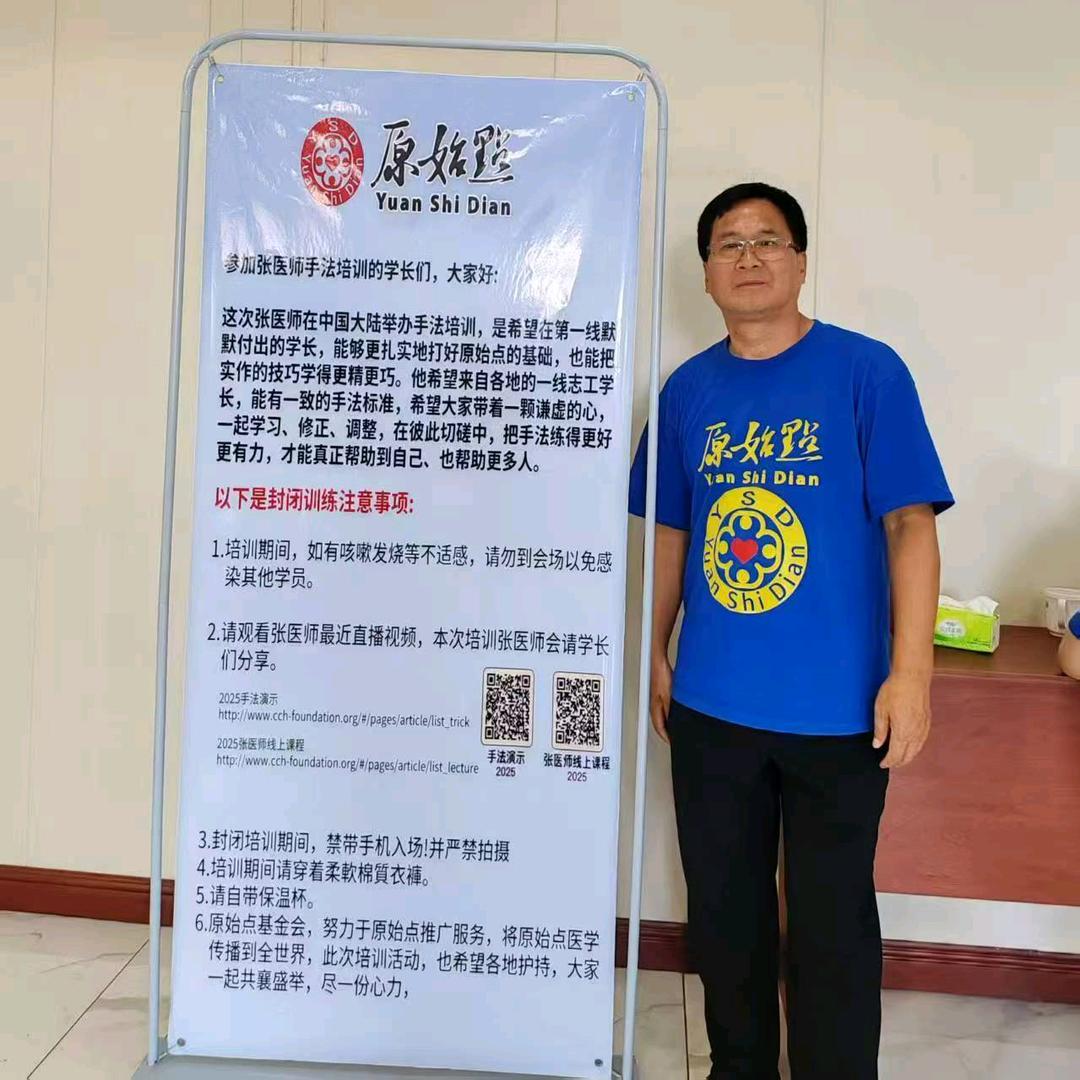 YSD
Yuan Shi Dian
原始點
Yuan Shi Dian
参加张医师手法培训的学长们，大家好:
这次张医师在中国大陆举办手法培训，是希望在第一线默
默付出的学长，能够更扎实地打好原始点的基础，也能把
实作的技巧学得更精更巧。他希望来自各地的一线志工学
长，能有一致的手法标准，希望大家带着一颗谦虚的心，
一起学习、修正、调整，在彼此切磋中，把手法练得更好
更有力，才能真正帮助到自己、也帮助更多人。
以下是封闭训练注意事项:
1.培训期间，如有咳嗽发烧等不适感，请勿到会场以免感
染其他学员。
2.请观看张医师最近直播视频，本次培训张医师会请学长
们分享。
2025手法演示
http://www.cch-foundation.org/#/pages/article/list_trick
2025张医师线上课程
http://www.cch-foundation.org/#/pages/article/list_lecture
手法演示
2025
张医师线上课程
2025
3.封闭培训期间，禁带手机入场!并严禁拍摄
4.培训期间请穿着柔軟棉質衣褲。
5.请自带保温杯。
6.原始点基金会，努力于原始点推广服务，将原始点医学
传播到全世界，此次培训活动，也希望各地护持，大家
一起共襄盛举，尽一份心力，
原始點
Yuan Shi Dian
YSD
Yuan Shi Dian